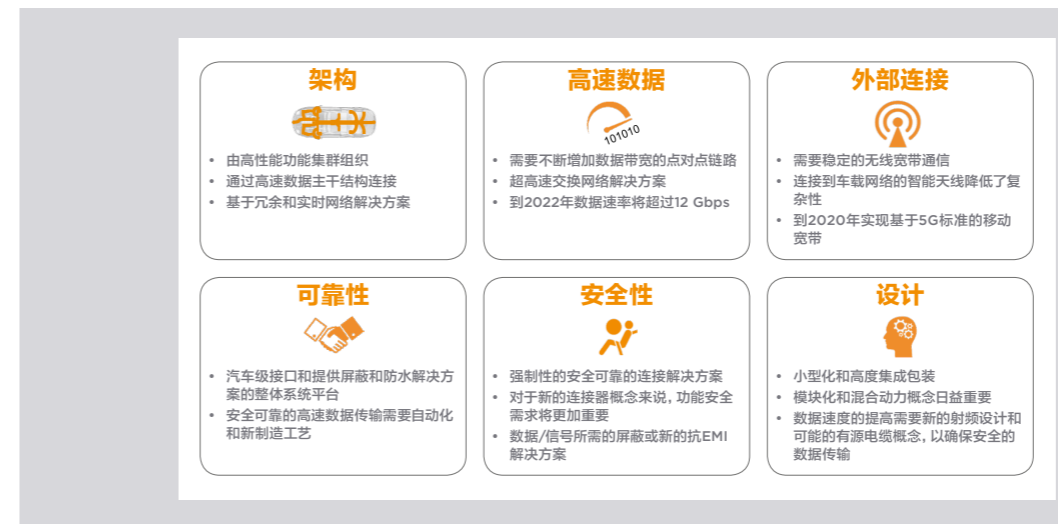 架构
• 由高性能功能集群组织
• 通过高速数据主干结构连接
• 基于冗余和实时网络解决方案
高速数据
101010
• 需要不断增加数据带宽的点对点链路
• 超高速交换网络解决方案
• 到2022年数据速率将超过12 Gbps
外部连接
• 需要稳定的无线宽带通信
• 连接到车载网络的智能天线降低了复
杂性
• 到2020年实现基于5G标准的移动
宽带
可靠性
• 汽车级接口和提供屏蔽和防水解决方
案的整体系统平台
• 安全可靠的高速数据传输需要自动化
和新制造工艺
安全性
• 强制性的安全可靠的连接解决方案
• 对于新的连接器概念来说，功能安全
需求将更加重要
• 数据/信号所需的屏蔽或新的抗EMI
解决方案
设计
• 小型化和高度集成包装
• 模块化和混合动力概念日益重要
• 数据速度的提高需要新的射频设计和
可能的有源电缆概念，以确保安全的
数据传输